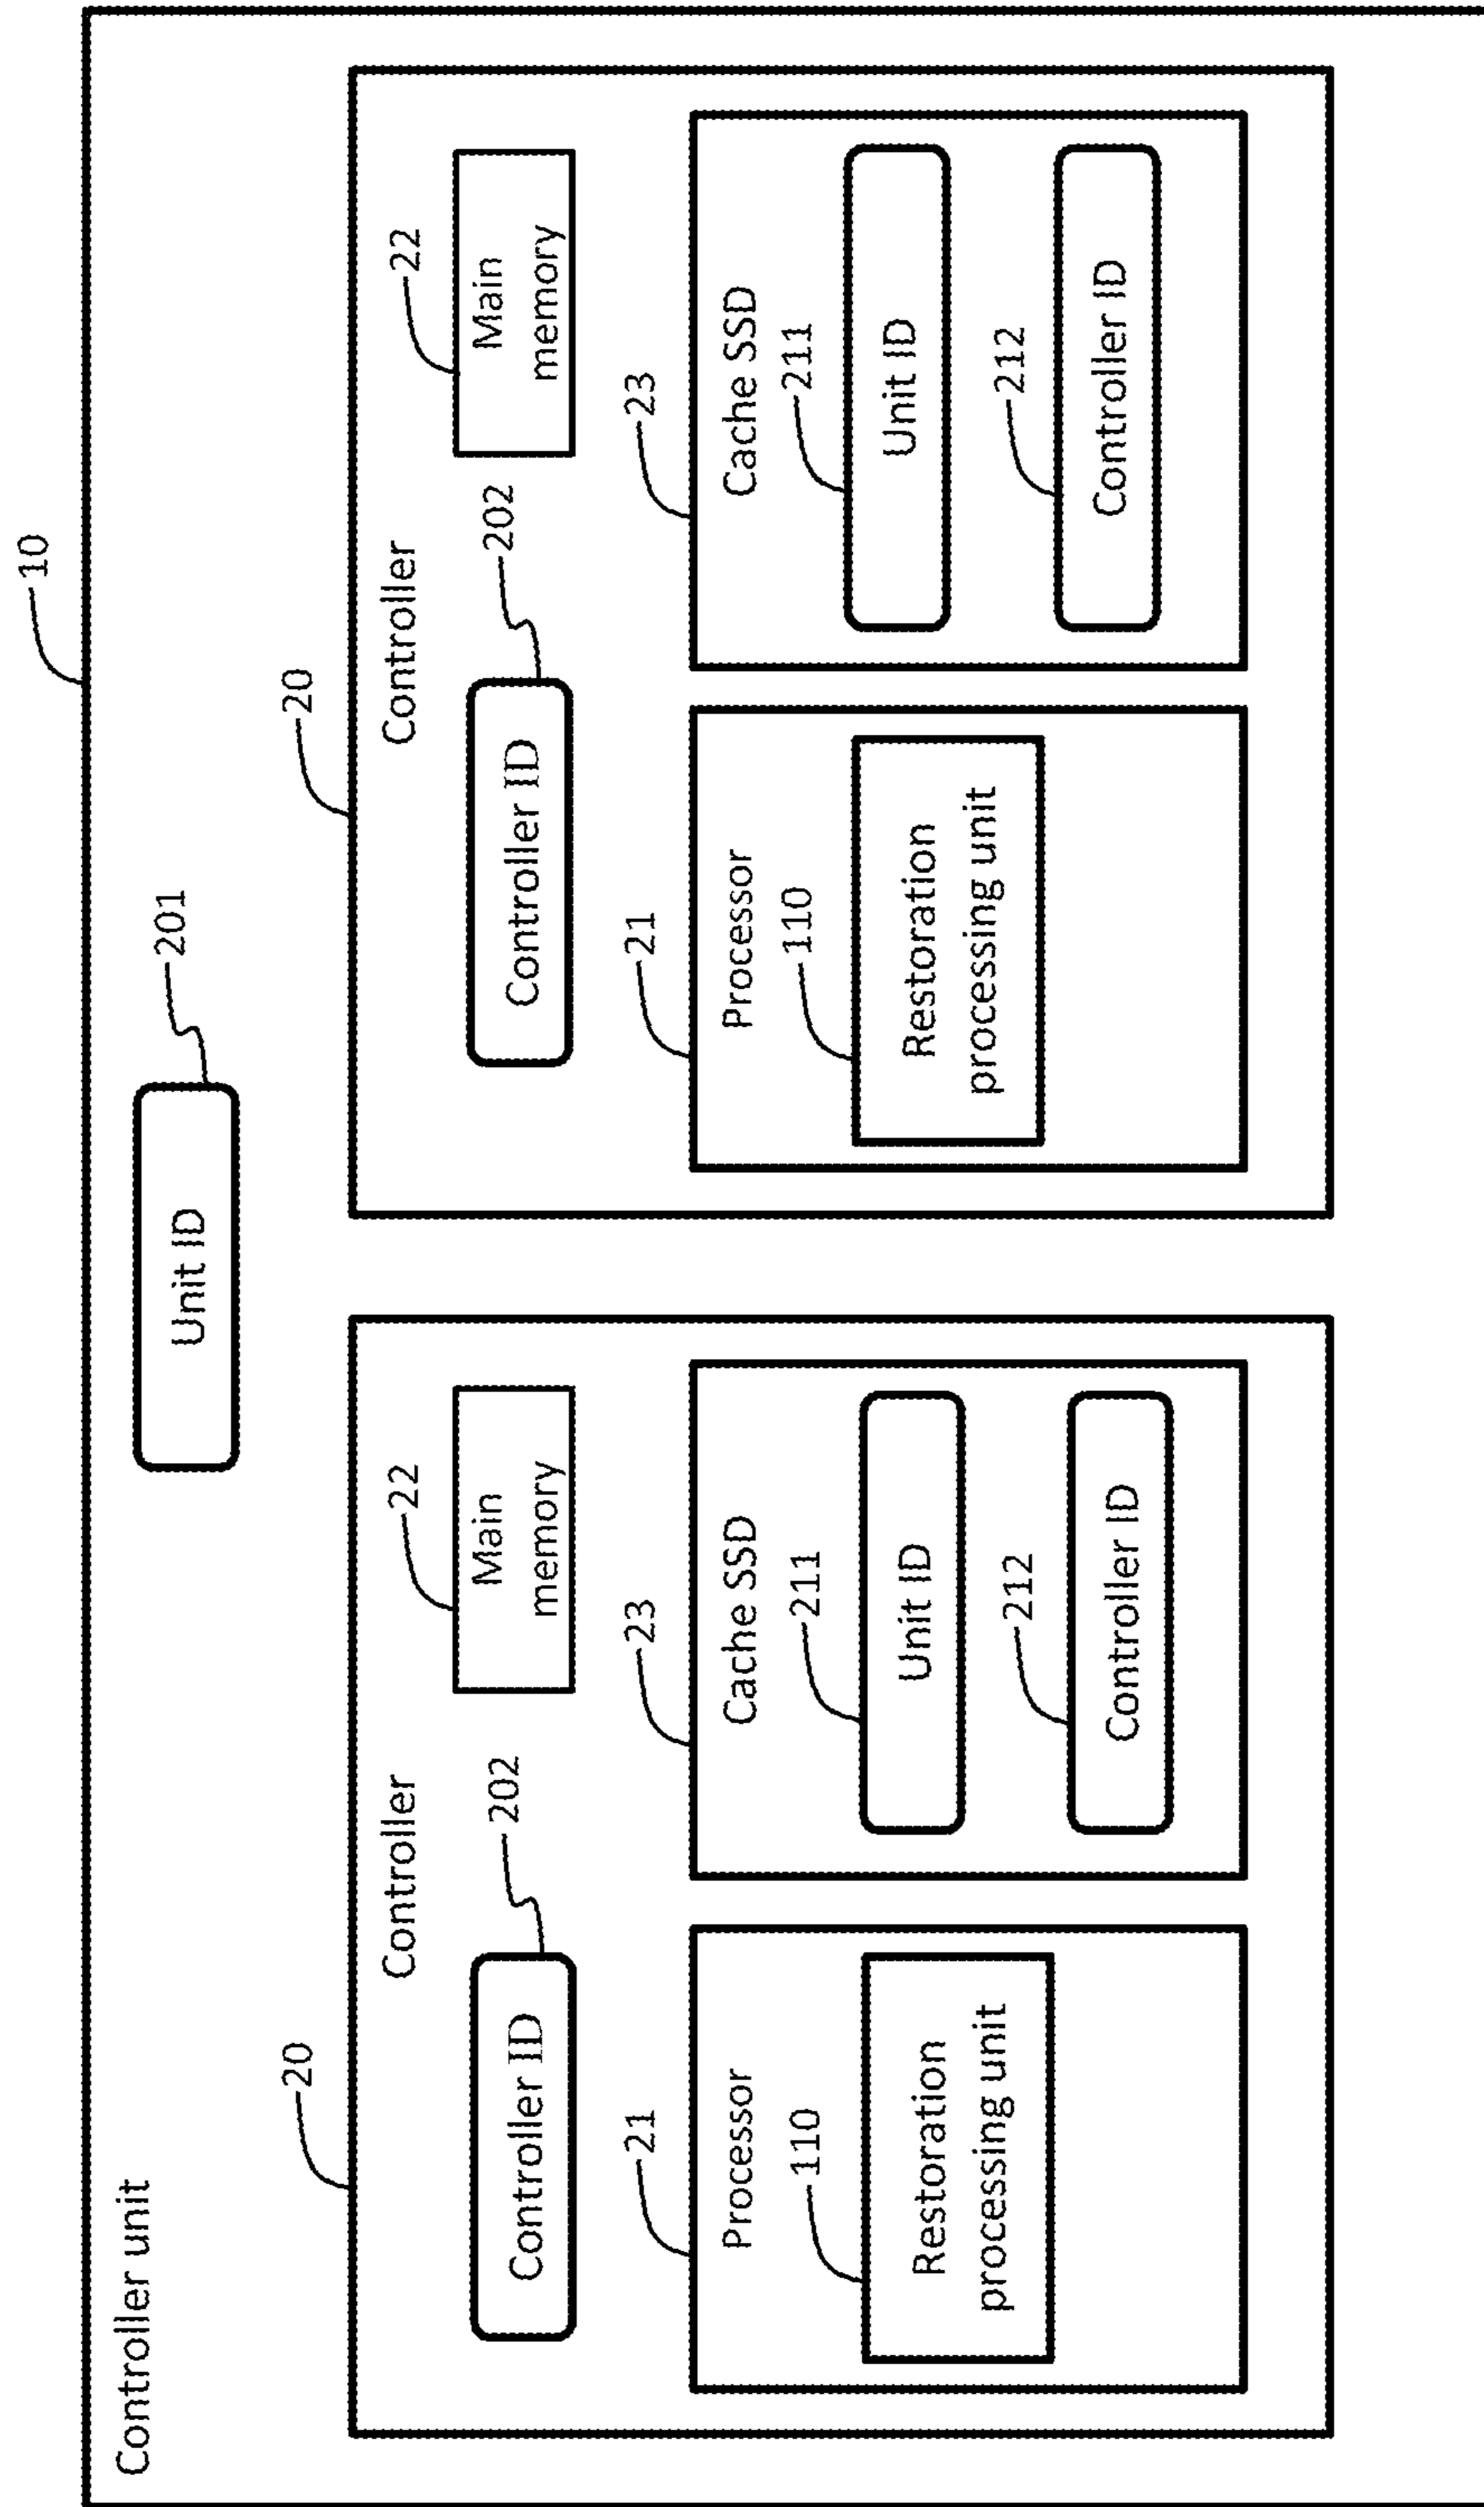 10
Controller unit
Unit ID
201
20
Controller
Controller ID
202
22
Main
memory
21
Processor
110
Restoration
processing unit
23
Cache SSD
211
Unit ID
212
Controller ID
20
Controller
Controller ID
202
22
Main
memory
21
Processor
110
Restoration
processing unit
23
Cache SSD
211
Unit ID
212
Controller ID